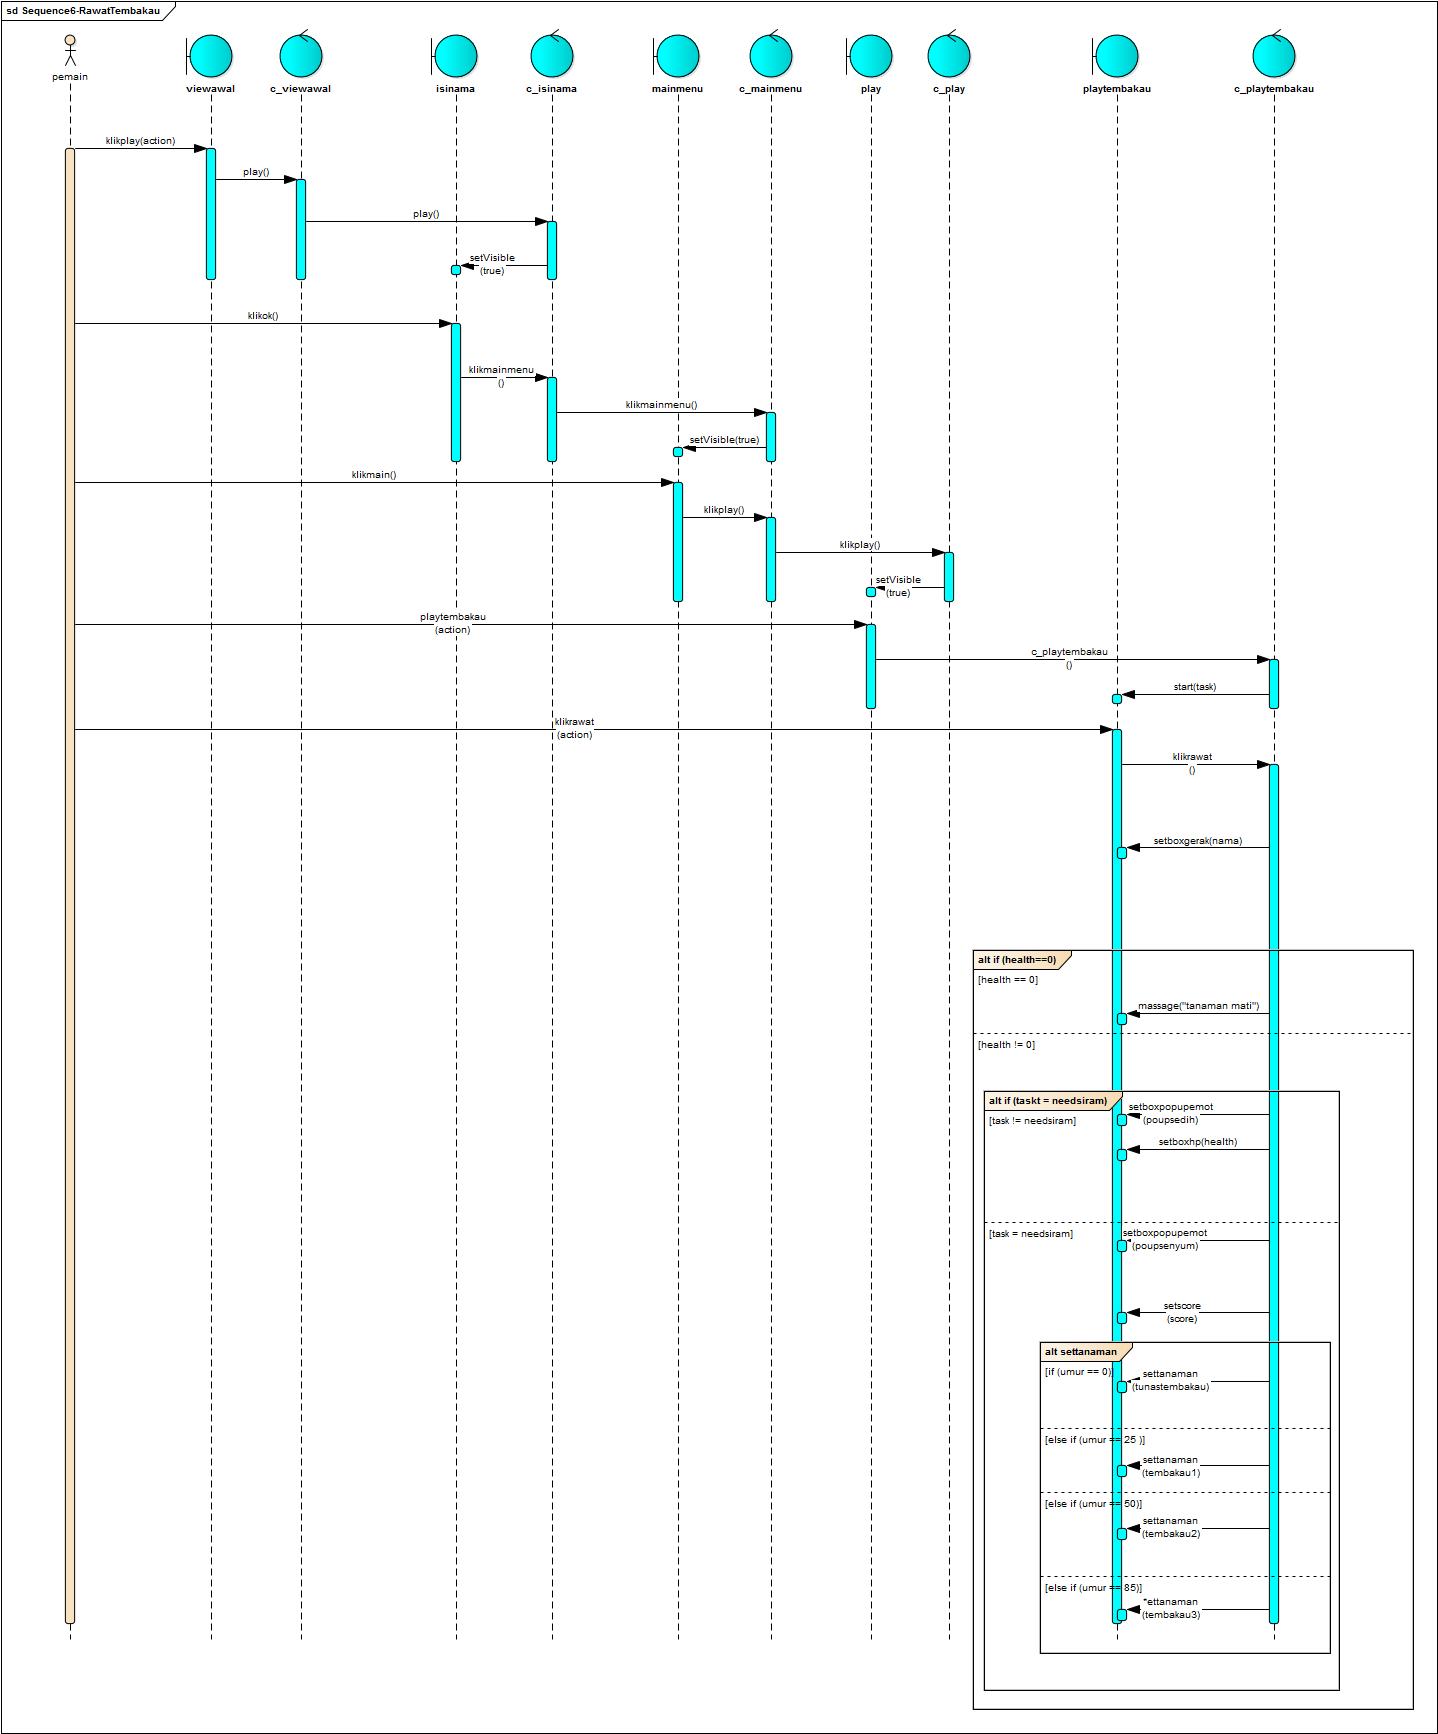 sd Sequence6-RawatTembakau
pemain
viewawal
c_viewawal
isinama
c_isinama
mainmenu
c_mainmenu
play
c_play
playtembakau
c_playtembakau
klikplay(action)
play()
play()
setVisible
(true)
klikok()
klikmainmenu
()
klikmainmenu()
setVisible(true)
klikmain()
klikplay()
klikplay()
setVisible
(true)
playtembakau
(action)
c_playtembakau
()
start(task)
klikrawat
(action)
klikrawat
()
setboxgerak(nama)
alt if (health==0)
[health == 0]
massage("tanaman mati")
[health != 0]
alt if (taskt = needsiram)
[task != needsiram]
setboxpopupemot
(poupsedih)
setboxhp(health)
[task = needsiram]
setboxpopupemot
(poupsenyum)
setscore
(score)
alt settanaman
[if (umur == 0)]
settanaman
(tunastembakau)
[else if (umur == 25 )]
settanaman
(tembakau1)
[else if (umur == 50)]
settanaman
(tembakau2)
[else if (umur == 85)]
"ettanaman
(tembakau3)